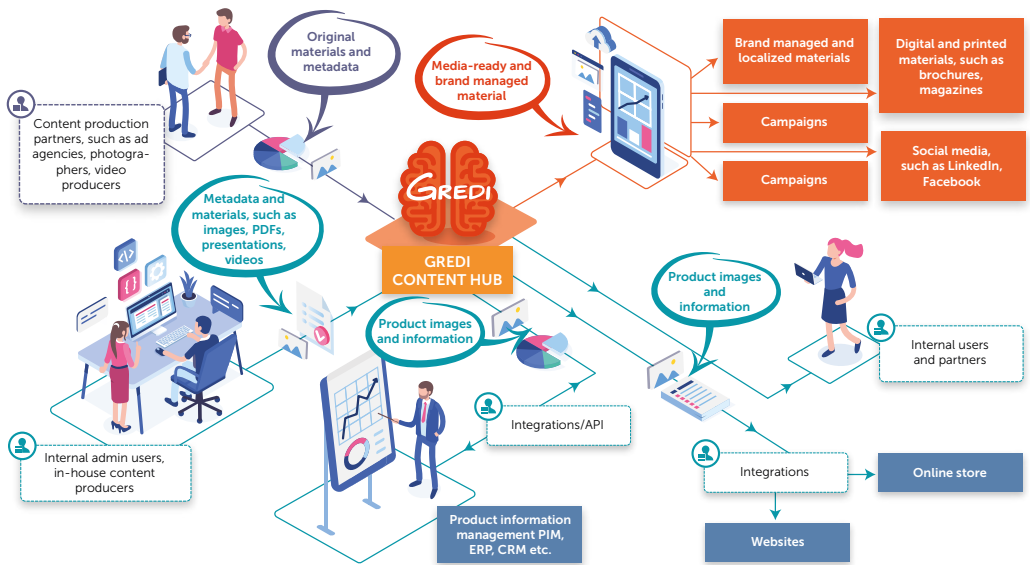 Original
materials and
metadata
Media-ready and
brand managed
material
Brand managed and
localized materials
Digital and printed
materials, such as
brochures,
magazines
Campaigns
Social media,
such as LinkedIn,
Facebook
Campaigns
Content production
partners, such as ad
agencies, photogra-
phers, video
producers
Metadata and
materials, such as
images, PDFs,
presentations,
videos
GREDI
GREDI
CONTENT HUB
Product images
and information
Product images
and
information
Internal users
and partners
Integrations/API
Internal admin users,
in-house content
producers
Integrations
Online store
Product information
management PIM,
ERP, CRM etc.
Websites